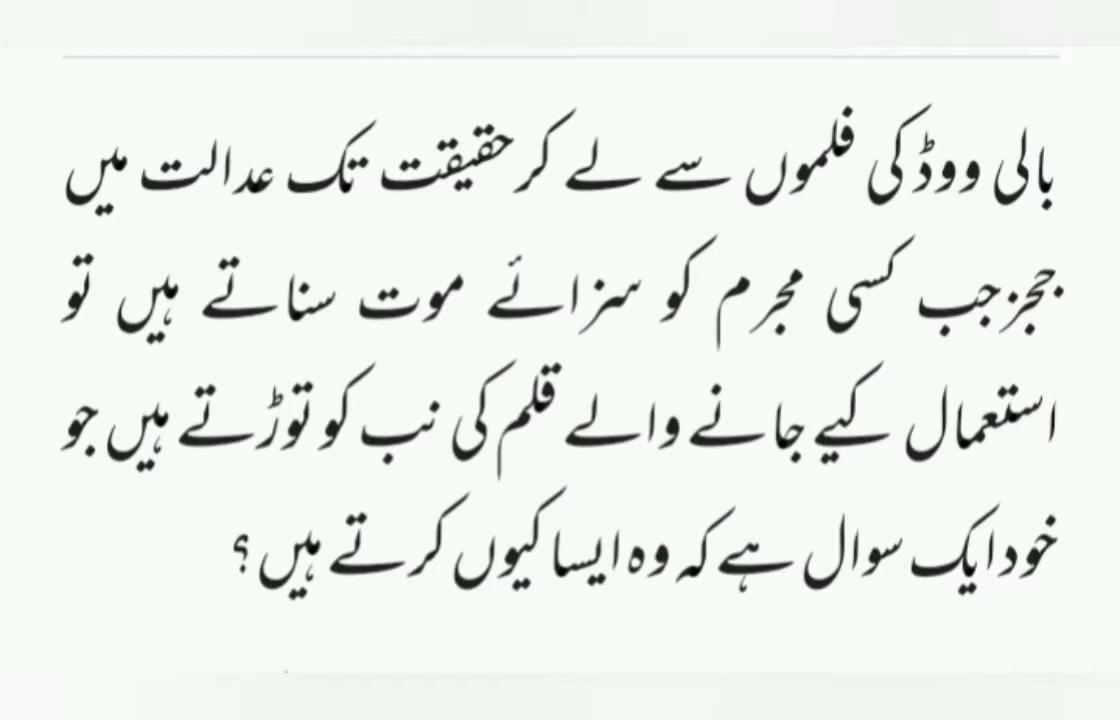 بالی ووڈ کی فلموں سے لے کر حقیقت تک عدالت میں
ججز جب کسی مجرم کو سزائے موت سناتے ہیں تو
استعمال کیے جانے والے قلم کی نب کو توڑتے ہیں جو
خود ایک سوال ہے کہ وہ ایسا کیوں کرتے ہیں؟